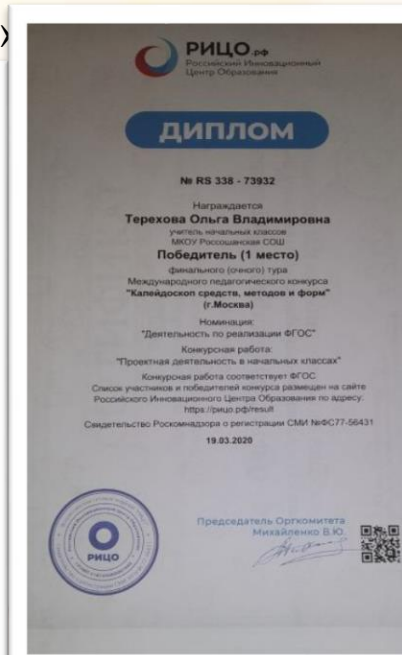 РИЦО.рф
Российский Инновационный
Центр Образования
ДИПЛОМ
№ RS 338 - 73932
Награждается
Терехова Ольга Владимировна
учитель начальных классов
МКОУ Россошанская СОШ
Победитель (1 место)
финального (очного) тура
Международного педагогического конкурса
"Калейдоскоп средств, методов и форм"
(г.Москва)
Номинация:
"Деятельность по реализации ФГОС"
Конкурсная работа:
"Проектная деятельность в начальных классах"
Конкурсная работа соответствует ФГОС
Список участников и победителей конкурса размещен на сайте
Российского Инновационного Центра Образования по адресу:
https://рицо.рф/result
Свидетельство Роскомнадзора о регистрации СМИ №ФС77-56431
19.03.2020
Председатель Оргкомитета
Михайленко В.Ю.
РИЦО